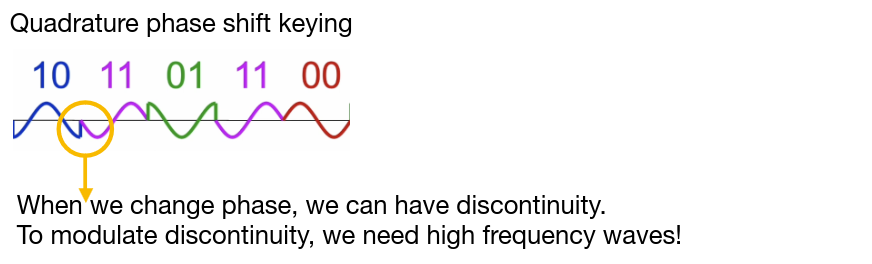 Quadrature phase shift keying
10 11 01 11 00
When we change phase, we can have discontinuity.
To modulate discontinuity, we need high frequency waves!